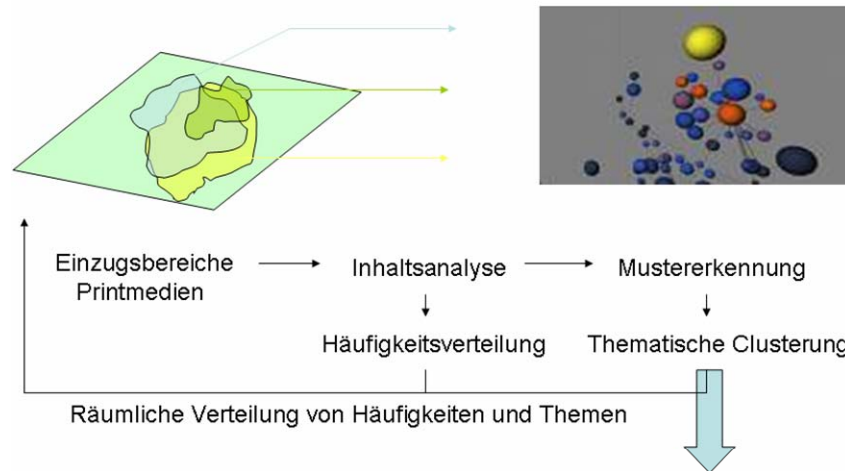 Einzugsbereiche
Printmedien
Inhaltsanalyse
Mustererkennung
Häufigkeitsverteilung
Thematische Clusterung
Räumliche Verteilung von Häufigkeiten und Themen